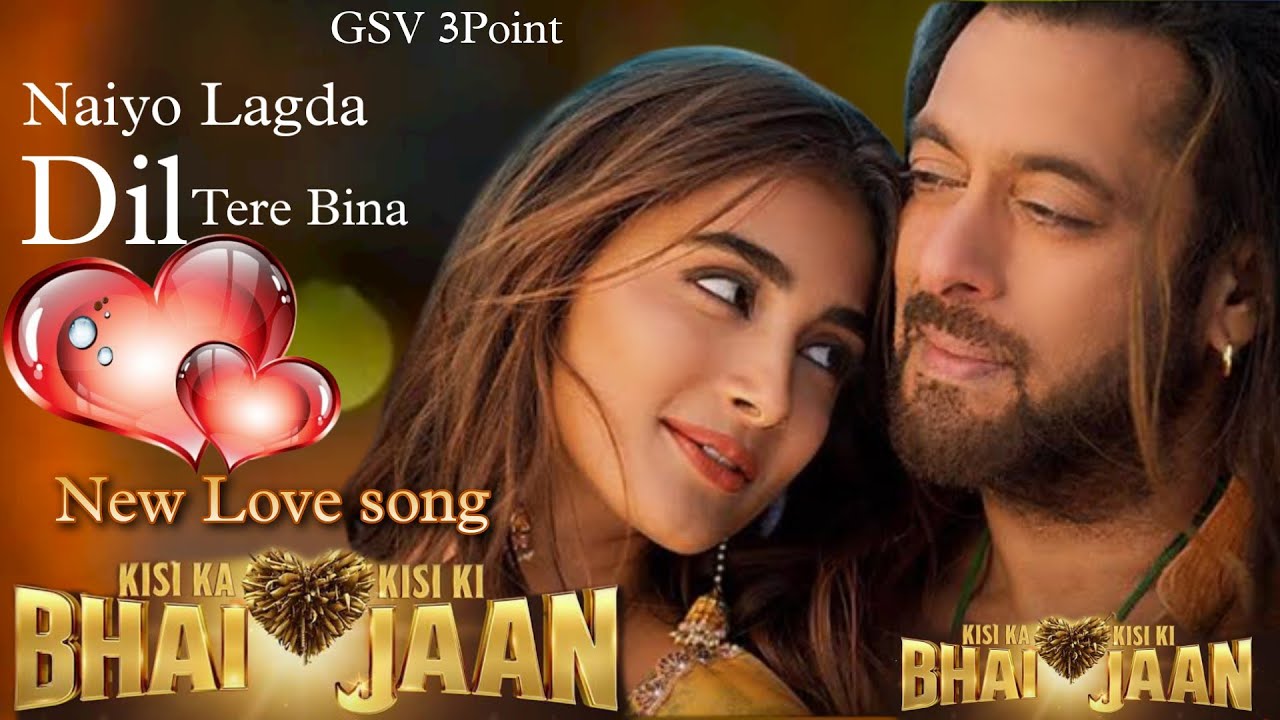 GSV 3Point
Naiyo Lagda
Dil Tere Bina
New Love song
KISI KA KISI KI
BHAI JAAN
KISI KA KISI KI
BHAI JAAN